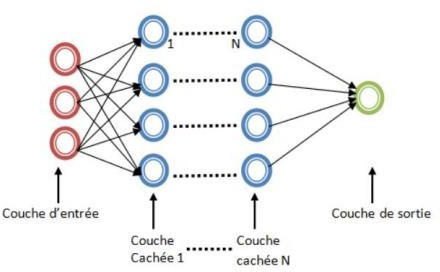 1 N
Couche d'entrée
Couche de sortie
Couche
Cachée 1
Couche
cachée N